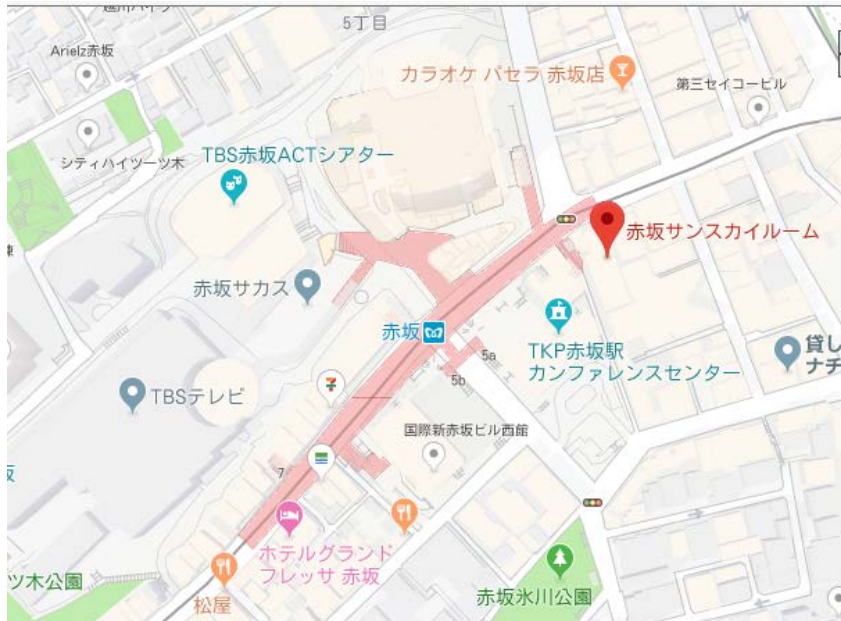 5丁目
Arielz赤坂
カラオケ パセラ 赤坂店
第三セイコービル
シティハイツ一ツ木
TBS赤坂ACTシアター
赤坂サンスカイルーム
赤坂サカス
赤坂
5a
TKP赤坂駅
カンファレンスセンター
貸し
ナチ
5b
TBSテレビ
国際新赤坂ビル西館
7
ホテルグランド
フレッサ 赤坂
ツ木公園
松屋
赤坂氷川公園